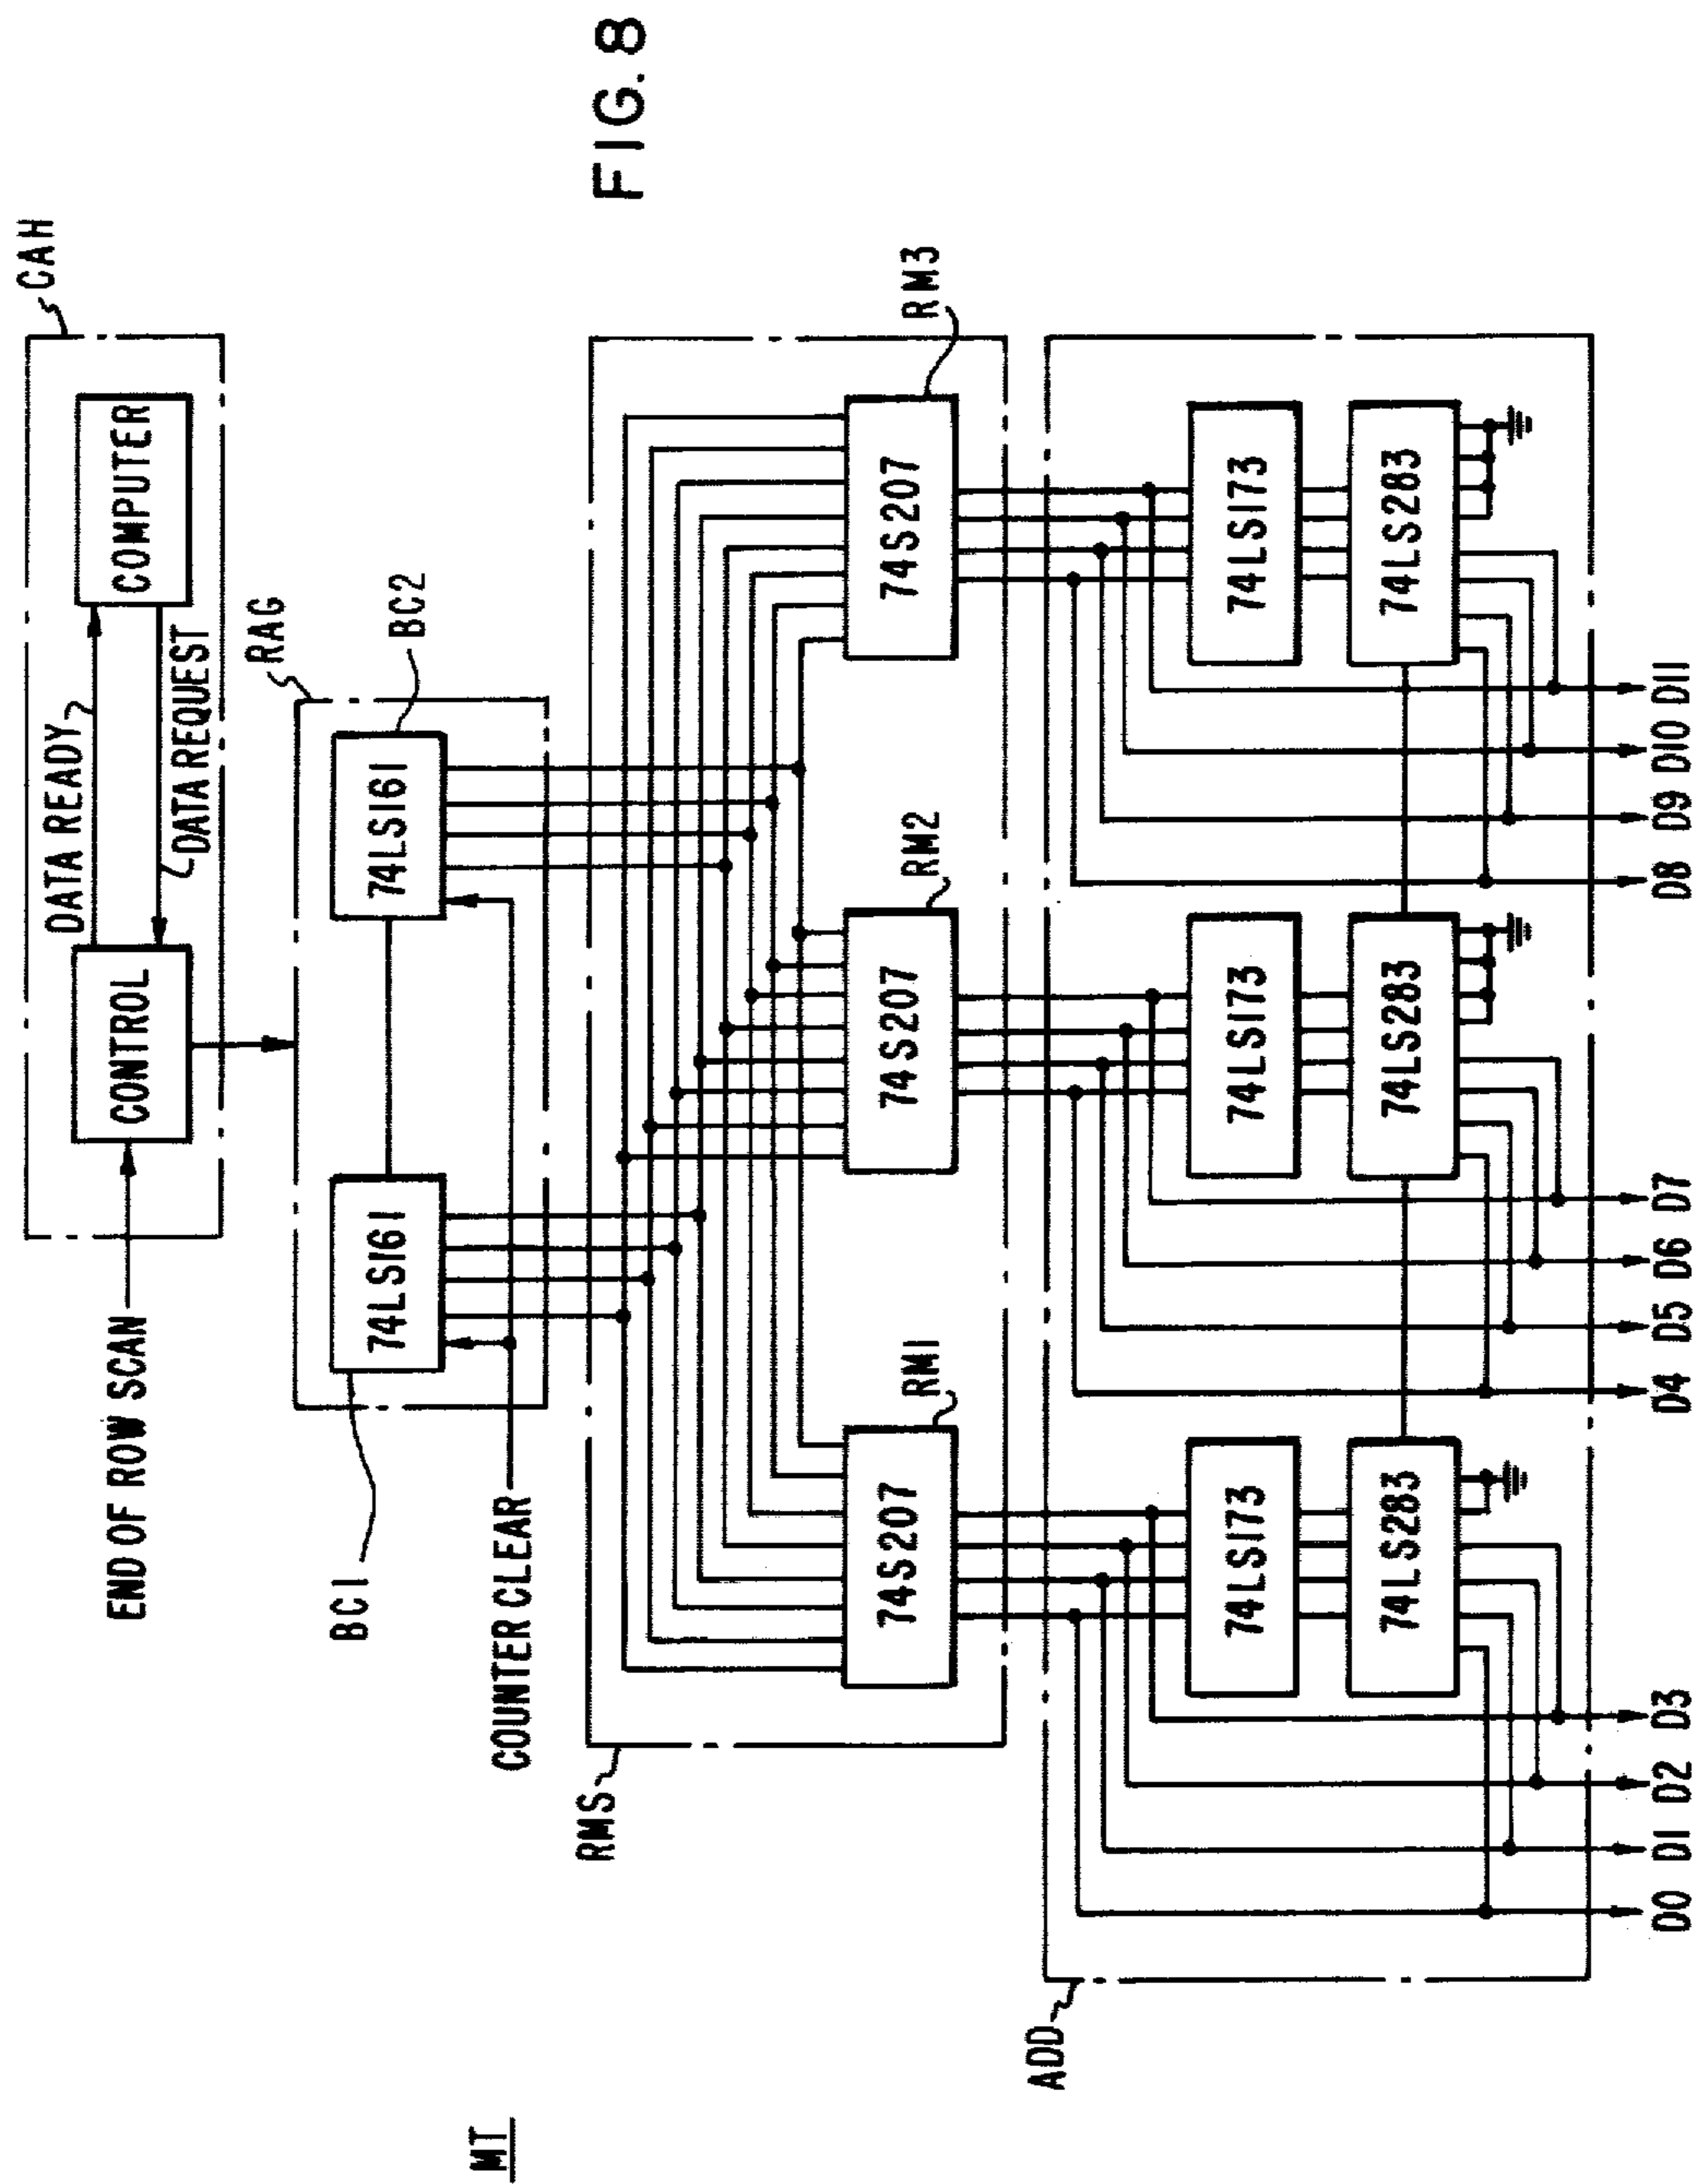 FIG. 8
MT
CAH
END OF ROW SCAN
CONTROL
DATA READY
DATA REQUEST
COMPUTER
RAG
BC1
74LS161
BC2
74LS161
COUNTER CLEAR
RMS
RM1
74S207
RM2
74S207
RM3
74S207
ADD
74LS173
74LS173
74LS173
74LS283
74LS283
74LS283
D0 D1 D2 D3 D4 D5 D6 D7 D8 D9 D10 D11